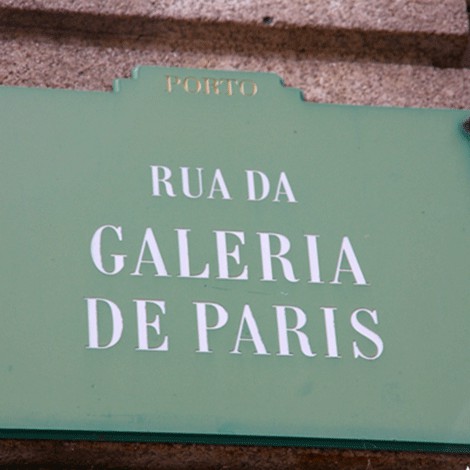 PORTO
RUA DA
GALERIA
DE PARIS